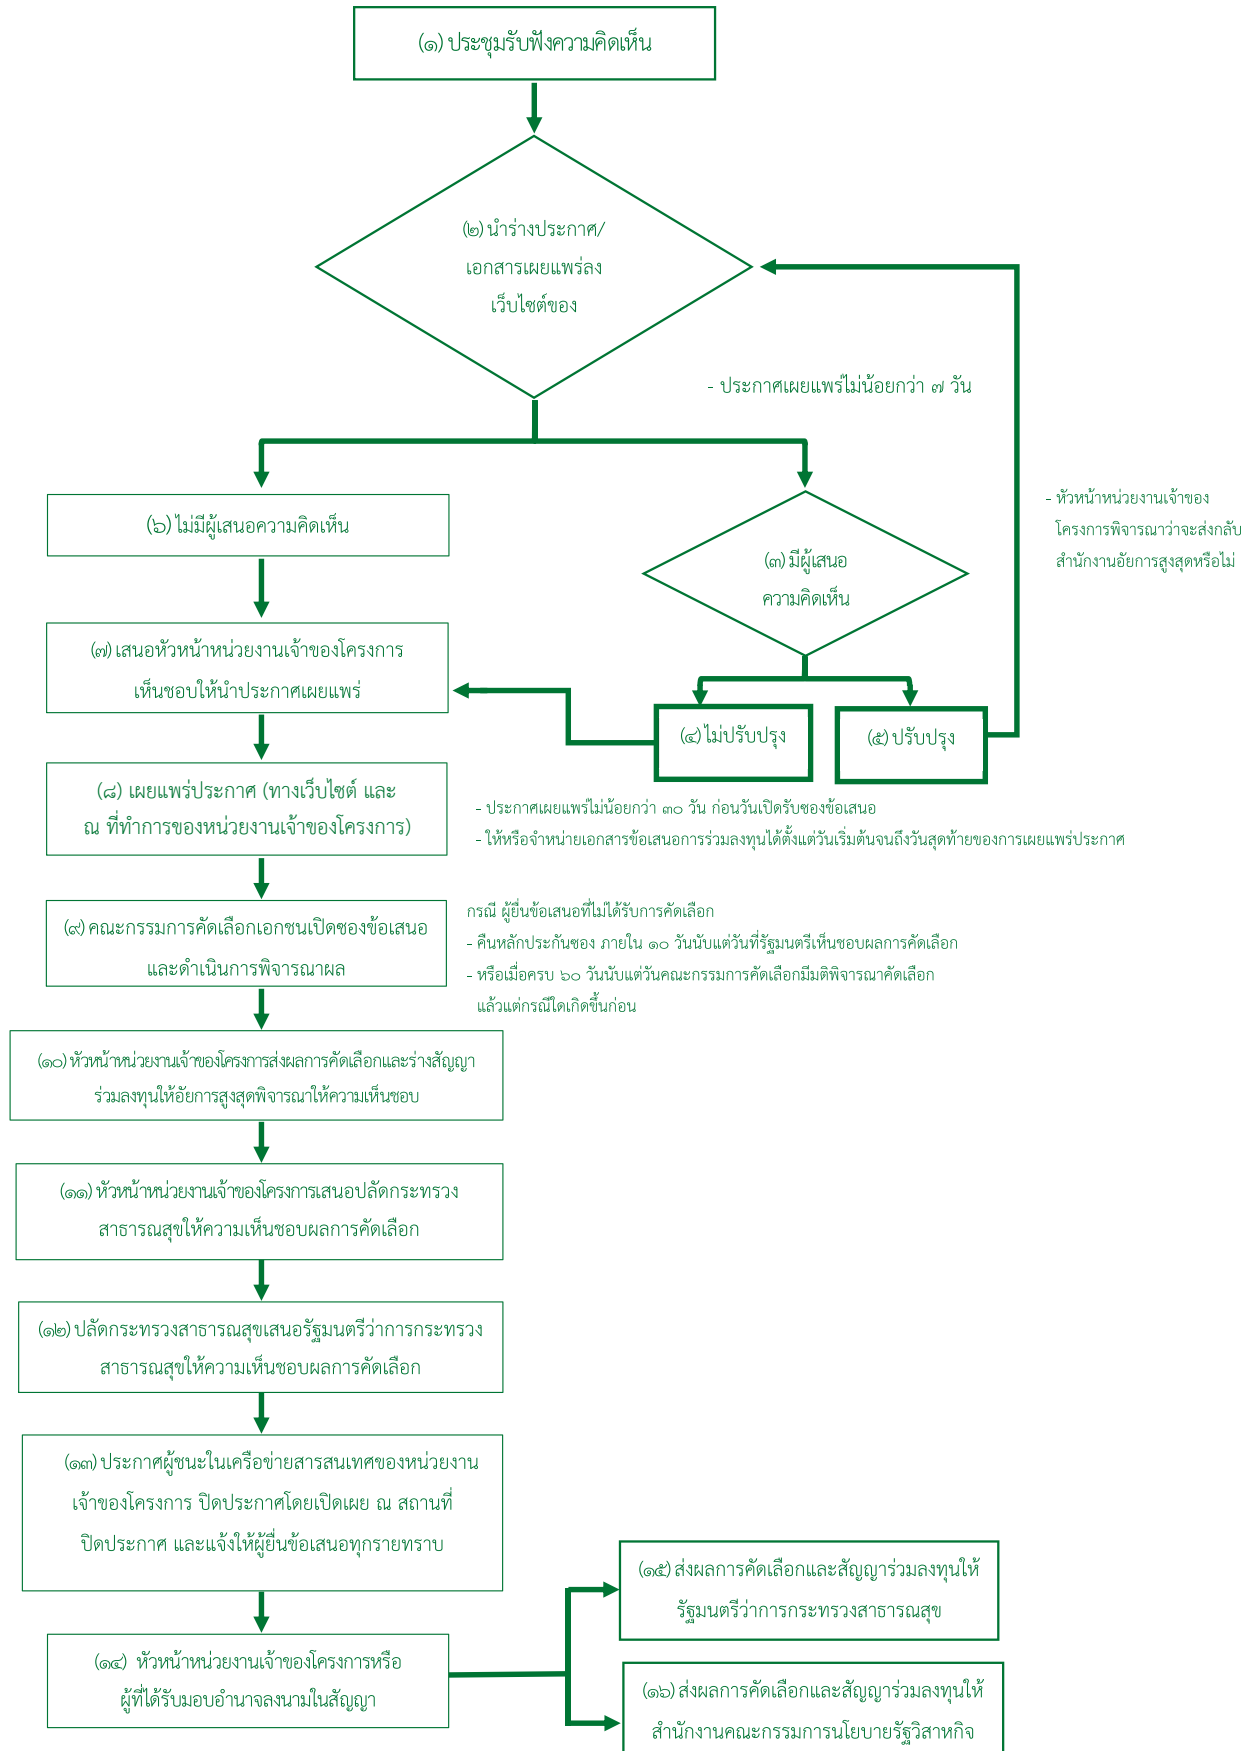 (๑) ประชุมรับฟังความคิดเห็น
(๒) นำร่างประกาศ/
เอกสารเผยแพร่ลง
เว็บไซต์ของ
- ประกาศเผยแพร่ไม่น้อยกว่า ๗ วัน
- หัวหน้าหน่วยงานเจ้าของ
โครงการพิจารณาว่าจะส่งกลับ
สำนักงานอัยการสูงสุดหรือไม่
(๖) ไม่มีผู้เสนอความคิดเห็น
(๓) มีผู้เสนอ
ความคิดเห็น
(๗) เสนอหัวหน้าหน่วยงานเจ้าของโครงการ
เห็นชอบให้นำประกาศเผยแพร่
(๔) ไม่ปรับปรุง
(๕) ปรับปรุง
(๘) เผยแพร่ประกาศ (ทางเว็บไซต์ และ
ณ ที่ทำการของหน่วยงานเจ้าของโครงการ)
- ประกาศเผยแพร่ไม่น้อยกว่า ๓๐ วัน ก่อนวันเปิดรับซองข้อเสนอ
- ให้หรือจำหน่ายเอกสารข้อเสนอการร่วมลงทุนได้ตั้งแต่วันเริ่มต้นจนถึงวันสุดท้ายของการเผยแพร่ประกาศ
(๙) คณะกรรมการคัดเลือกเอกชนเปิดซองข้อเสนอ
และดำเนินการพิจารณาผล
กรณี ผู้ยื่นข้อเสนอที่ไม่ได้รับการคัดเลือก
- คืนหลักประกันซอง ภายใน ๑๐ วันนับแต่วันที่รัฐมนตรีเห็นชอบผลการคัดเลือก
- หรือเมื่อครบ ๖๐ วันนับแต่วันคณะกรรมการคัดเลือกมีมติพิจารณาคัดเลือก
แล้วแต่กรณีใดเกิดขึ้นก่อน
(๑๐) หัวหน้าหน่วยงานเจ้าของโครงการส่งผลการคัดเลือกและร่างสัญญา
ร่วมลงทุนให้อัยการสูงสุดพิจารณาให้ความเห็นชอบ
(๑๑) หัวหน้าหน่วยงานเจ้าของโครงการเสนอปลัดกระทรวง
สาธารณสุขให้ความเห็นชอบผลการคัดเลือก
(๑๒) ปลัดกระทรวงสาธารณสุขเสนอรัฐมนตรีว่าการกระทรวง
สาธารณสุขให้ความเห็นชอบผลการคัดเลือก
(๑๓) ประกาศผู้ชนะในเครือข่ายสารสนเทศของหน่วยงาน
เจ้าของโครงการ ปิดประกาศโดยเปิดเผย ณ สถานที่
ปิดประกาศ และแจ้งให้ผู้ยื่นข้อเสนอทุกรายทราบ
(๑๔) หัวหน้าหน่วยงานเจ้าของโครงการหรือ
ผู้ที่ได้รับมอบอำนาจลงนามในสัญญา
(๑๕) ส่งผลการคัดเลือกและสัญญาร่วมลงทุนให้
รัฐมนตรีว่าการกระทรวงสาธารณสุข
(๑๖) ส่งผลการคัดเลือกและสัญญาร่วมลงทุนให้
สำนักงานคณะกรรมการนโยบายรัฐวิสาหกิจ